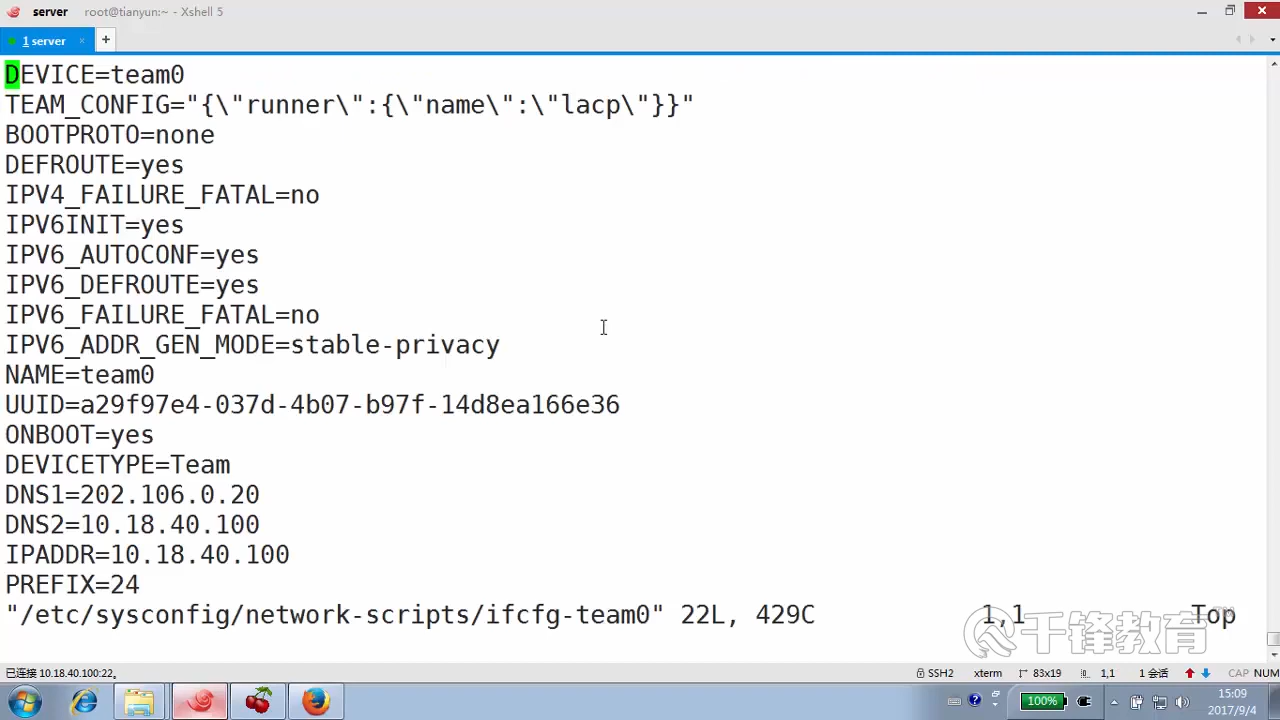 server root@tianyun:~ - Xshell 5
1 server × +
DEVICE=team0
TEAM_CONFIG="{\"runner\":{\"name\":\"lacp\"}}"
BOOTPROTO=none
DEFROUTE=yes
IPV4_FAILURE_FATAL=no
IPV6INIT=yes
IPV6_AUTOCONF=yes
IPV6_DEFROUTE=yes
IPV6_FAILURE_FATAL=no
IPV6_ADDR_GEN_MODE=stable-privacy
NAME=team0
UUID=a29f97e4-037d-4b07-b97f-14d8ea166e36
ONBOOT=yes
DEVICETYPE=Team
DNS1=202.106.0.20
DNS2=10.18.40.100
IPADDR=10.18.40.100
PREFIX=24
"/etc/sysconfig/network-scripts/ifcfg-team0" 22L, 429C 1,1 Top
千锋教育
已连接 10.18.40.100:22。 SSH2 xterm 83x19 1,1 1 会话 CAP NUM
100% 15:09
2017/9/4